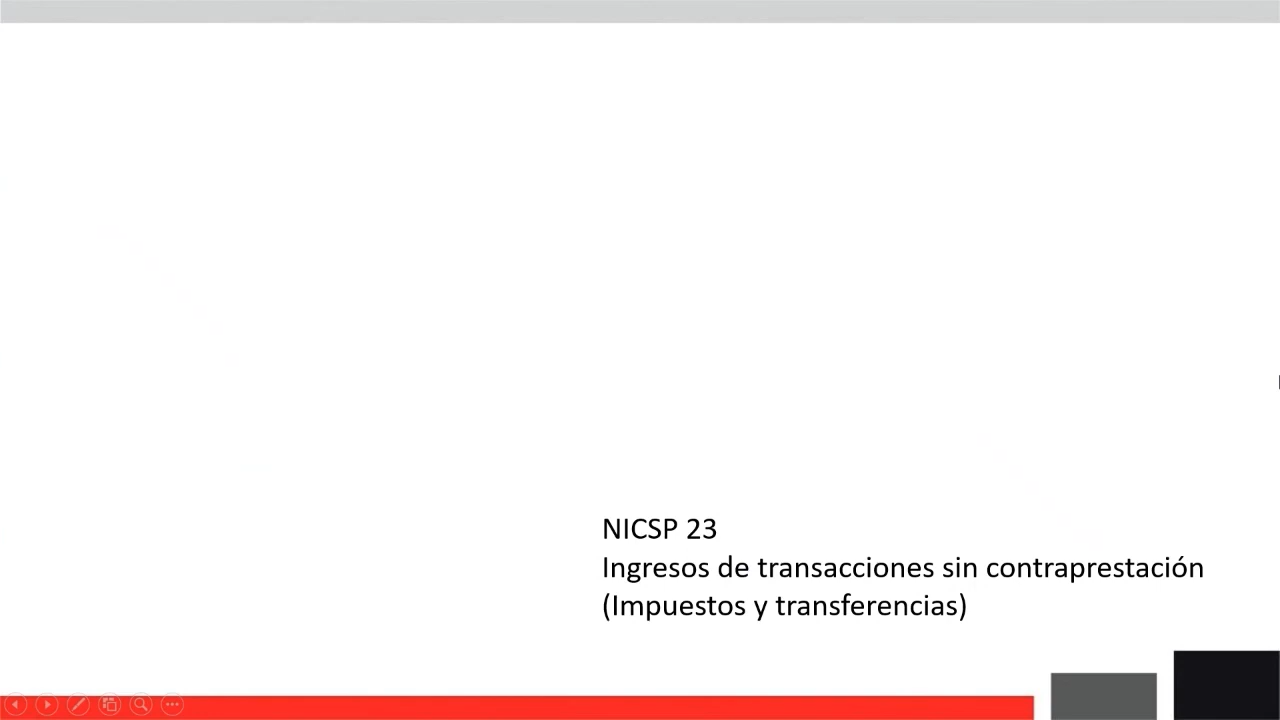 NICSP 23
Ingresos de transacciones sin contraprestación
(Impuestos y transferencias)